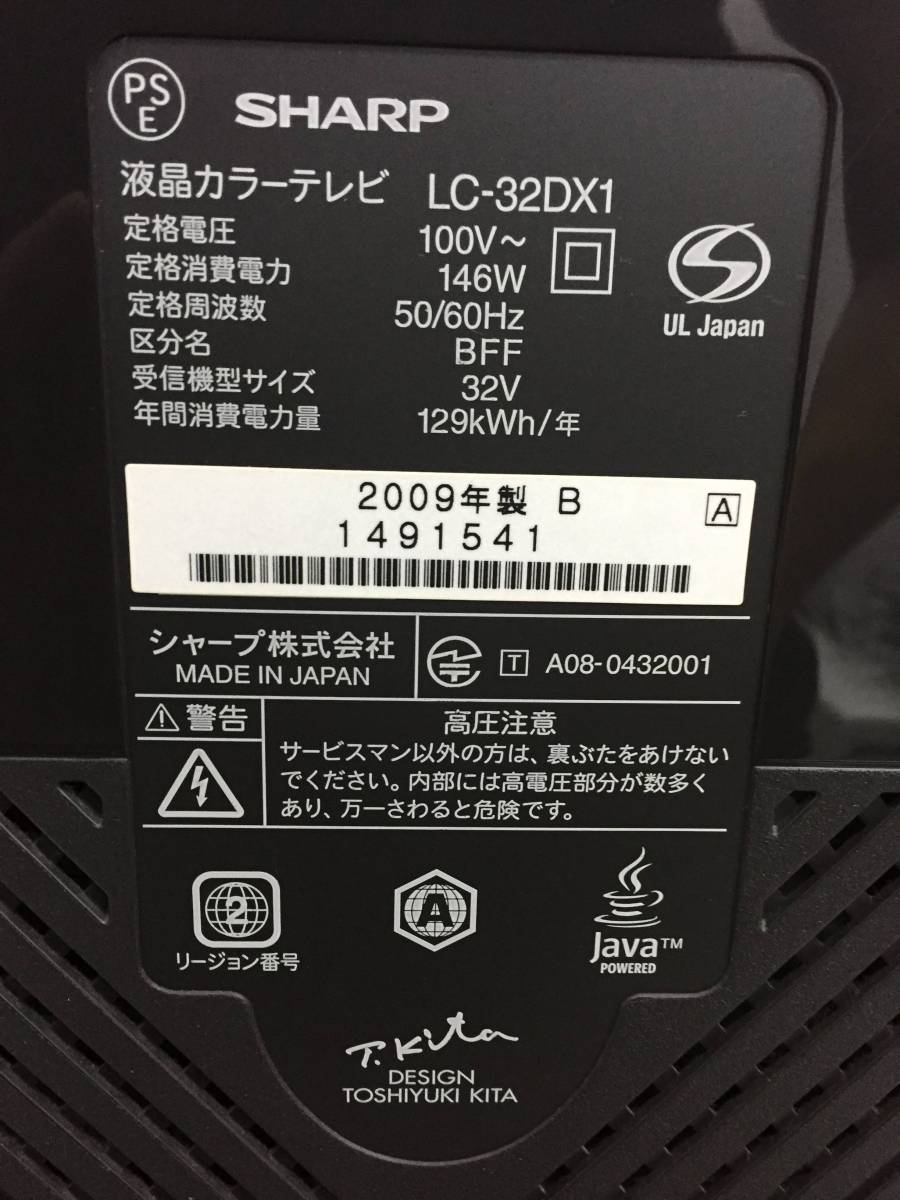 PS
E
SHARP
液晶カラーテレビ LC-32DX1
定格電圧 100V～
定格消費電力 146W
定格周波数 50/60Hz
区分名 BFF
受信機型サイズ 32V
年間消費電力量 129kWh/年
UL Japan
2009年製 B
A
1491541
シャープ株式会社
MADE IN JAPAN
T A08-0432001
警告
高圧注意
サービスマン以外の方は、裏ぶたをあけない
でください。内部には高電圧部分が数多く
あり、万一さわると危険です。
2
リージョン番号
A
Java™
POWERED
T.Kita
DESIGN
TOSHIYUKI KITA